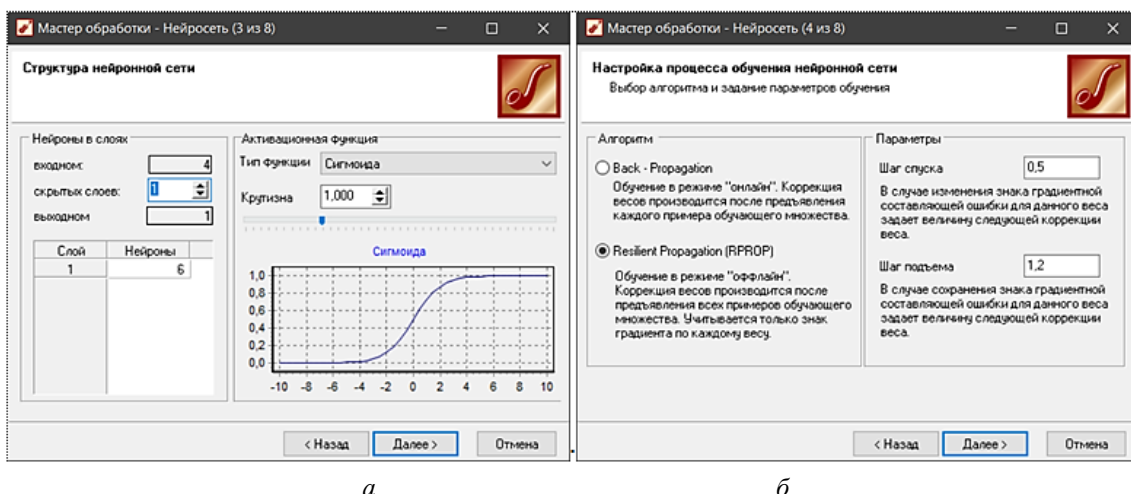 Мастер обработки - Нейросеть (3 из 8)
Структура нейронной сети
Нейроны в слоях
входном: 4
скрытых слоев: 1
выходном 1
Слой Нейроны
1 6
Активационная функция
Тип функции Сигмоида
Крутизна 1,000
Сигмоида
1,0
0,8
0,6
0,4
0,2
0,0
-10 -8 -6 -4 -2 0 2 4 6 8 10
< Назад Далее > Отмена
а
Мастер обработки - Нейросеть (4 из 8)
Настройка процесса обучения нейронной сети
Выбор алгоритма и задание параметров обучения
Алгоритм
Back - Propagation
Обучение в режиме "онлайн". Коррекция
весов производится после предъявления
каждого примера обучающего множества.
Resilient Propagation (RPROP)
Обучение в режиме "оффлайн".
Коррекция весов производится после
предъявления всех примеров обучающего
множества. Учитывается только знак
градиента по каждому весу.
Параметры
Шаг спуска 0,5
В случае изменения знака градиентной
составляющей ошибки для данного веса
задает величину следующей коррекции
веса.
Шаг подъема 1,2
В случае сохранения знака градиентной
составляющей ошибки для данного веса
задает величину следующей коррекции
веса.
< Назад Далее > Отмена
.
б